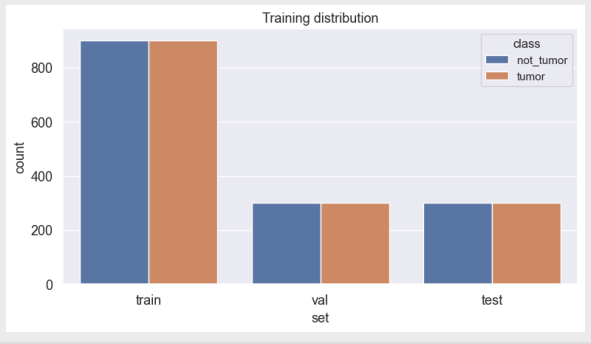 Training distribution
class
not_tumor
tumor
count
800
600
400
200
0
train val test
set